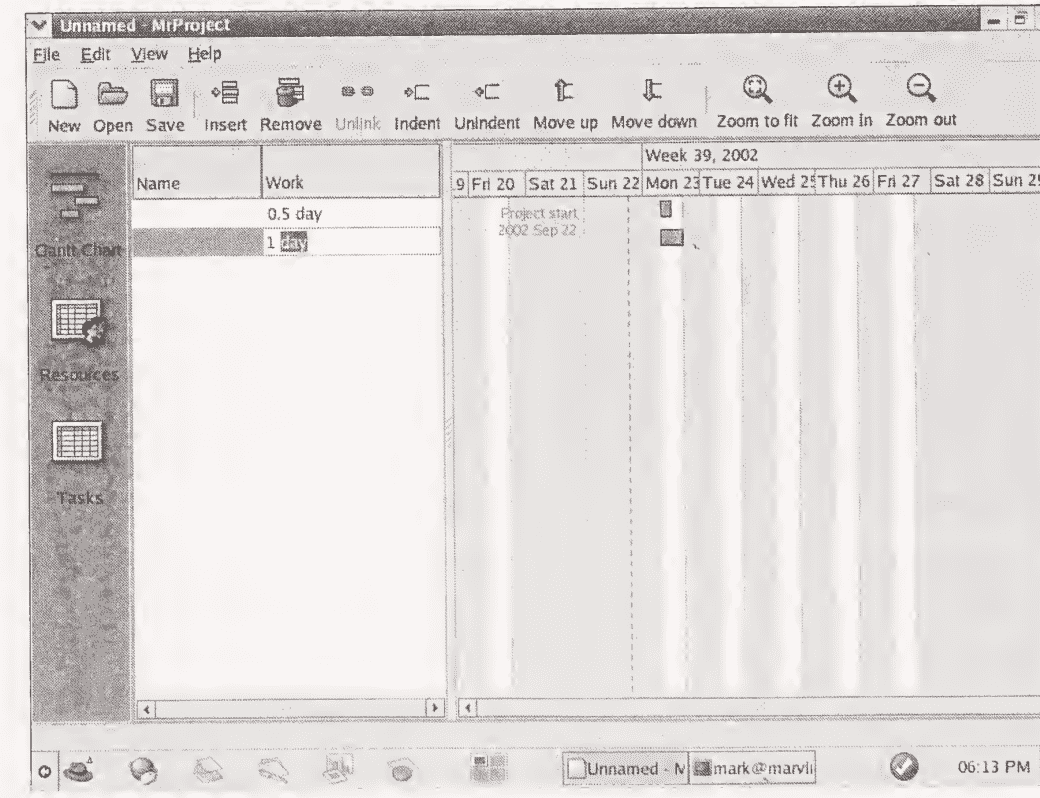 Unnamed - MrProject
File Edit View Help
New Open Save Insert Remove Unlink Indent Unindent Move up Move down Zoom to fit Zoom In Zoom out
Week 39, 2002
Name Work
9 Fri 20 Sat 21 Sun 22 Mon 23 Tue 24 Wed 25 Thu 26 Fri 27 Sat 28 Sun 29
0.5 day
Project start
2002 Sep 22
1 day
Gantt Chart
Resources
Tasks
Unnamed - M
mark@marvli
06:13 PM